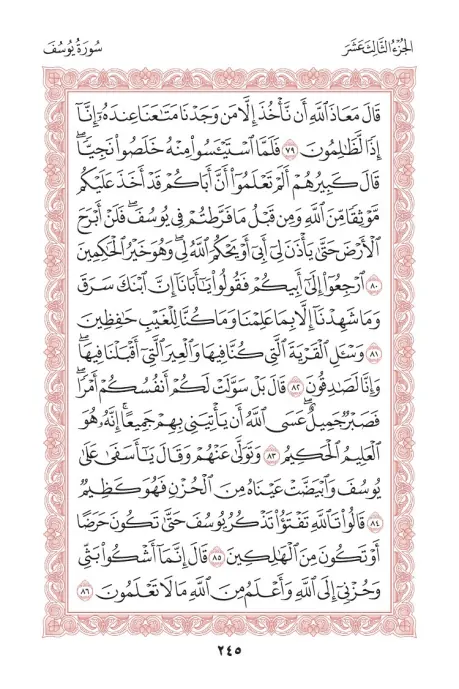 سُورَةُ يُوسُفَ
الجُزْءُ الثَّالِثَ عَشَرَ
قَالَ مَعَاذَ ٱللَّهِ أَن نَّأۡخُذَ إِلَّا مَن وَجَدۡنَا مَتَٰعَنَا عِندَهُۥٓ إِنَّآ
إِذٗا لَّظَٰلِمُونَ ٧٩ فَلَمَّا ٱسۡتَيۡـَٔسُواْ مِنۡهُ خَلَصُواْ نَجِيّٗاۖ
قَالَ كَبِيرُهُمۡ أَلَمۡ تَعۡلَمُوٓاْ أَنَّ أَبَاكُمۡ قَدۡ أَخَذَ عَلَيۡكُم
مَّوۡثِقٗا مِّنَ ٱللَّهِ وَمِن قَبۡلُ مَا فَرَّطتُمۡ فِي يُوسُفَۖ فَلَنۡ أَبۡرَحَ
ٱلۡأَرۡضَ حَتَّىٰ يَأۡذَنَ لِيٓ أَبِيٓ أَوۡ يَحۡكُمَ ٱللَّهُ لِيۖ وَهُوَ خَيۡرُ ٱلۡحَٰكِمِينَ
٨٠ ٱرۡجِعُوٓاْ إِلَىٰٓ أَبِيكُمۡ فَقُولُواْ يَٰٓأَبَانَآ إِنَّ ٱبۡنَكَ سَرَقَ
وَمَا شَهِدۡنَآ إِلَّا بِمَا عَلِمۡنَا وَمَا كُنَّا لِلۡغَيۡبِ حَٰفِظِينَ
٨١ وَسۡـَٔلِ ٱلۡقَرۡيَةَ ٱلَّتِي كُنَّا فِيهَا وَٱلۡعِيرَ ٱلَّتِيٓ أَقۡبَلۡنَا فِيهَاۖ
وَإِنَّا لَصَٰدِقُونَ ٨٢ قَالَ بَلۡ سَوَّلَتۡ لَكُمۡ أَنفُسُكُمۡ أَمۡرٗاۖ
فَصَبۡرٞ جَمِيلٌۖ عَسَى ٱللَّهُ أَن يَأۡتِيَنِي بِهِمۡ جَمِيعًاۚ إِنَّهُۥ هُوَ
ٱلۡعَلِيمُ ٱلۡحَكِيمُ ٨٣ وَتَوَلَّىٰ عَنۡهُمۡ وَقَالَ يَٰٓأَسَفَىٰ عَلَىٰ
يُوسُفَ وَٱبۡيَضَّتۡ عَيۡنَاهُ مِنَ ٱلۡحُزۡنِ فَهُوَ كَظِيمٞ
٨٤ قَالُواْ تَٱللَّهِ تَفۡتَؤُاْ تَذۡكُرُ يُوسُفَ حَتَّىٰ تَكُونَ حَرَضًا
أَوۡ تَكُونَ مِنَ ٱلۡهَٰلِكِينَ ٨٥ قَالَ إِنَّمَآ أَشۡكُواْ بَثِّي
وَحُزۡنِيٓ إِلَى ٱللَّهِ وَأَعۡلَمُ مِنَ ٱللَّهِ مَا لَا تَعۡلَمُونَ ٨٦
٢٤٥